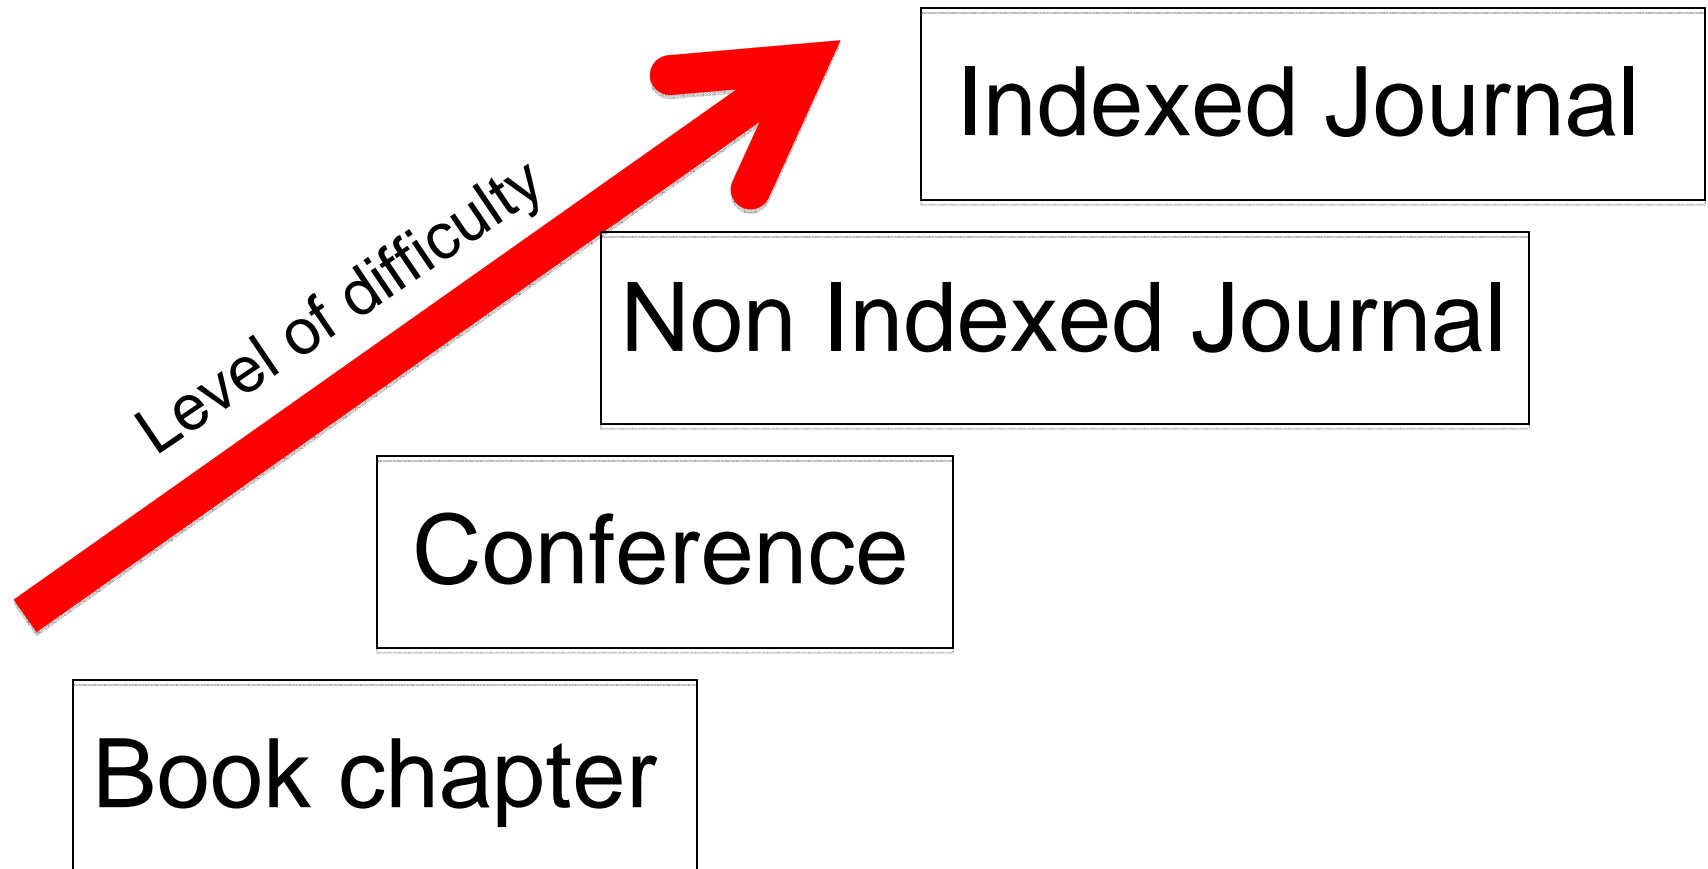 Indexed Journal
Level of difficulty
Non Indexed Journal
Conference
Book chapter